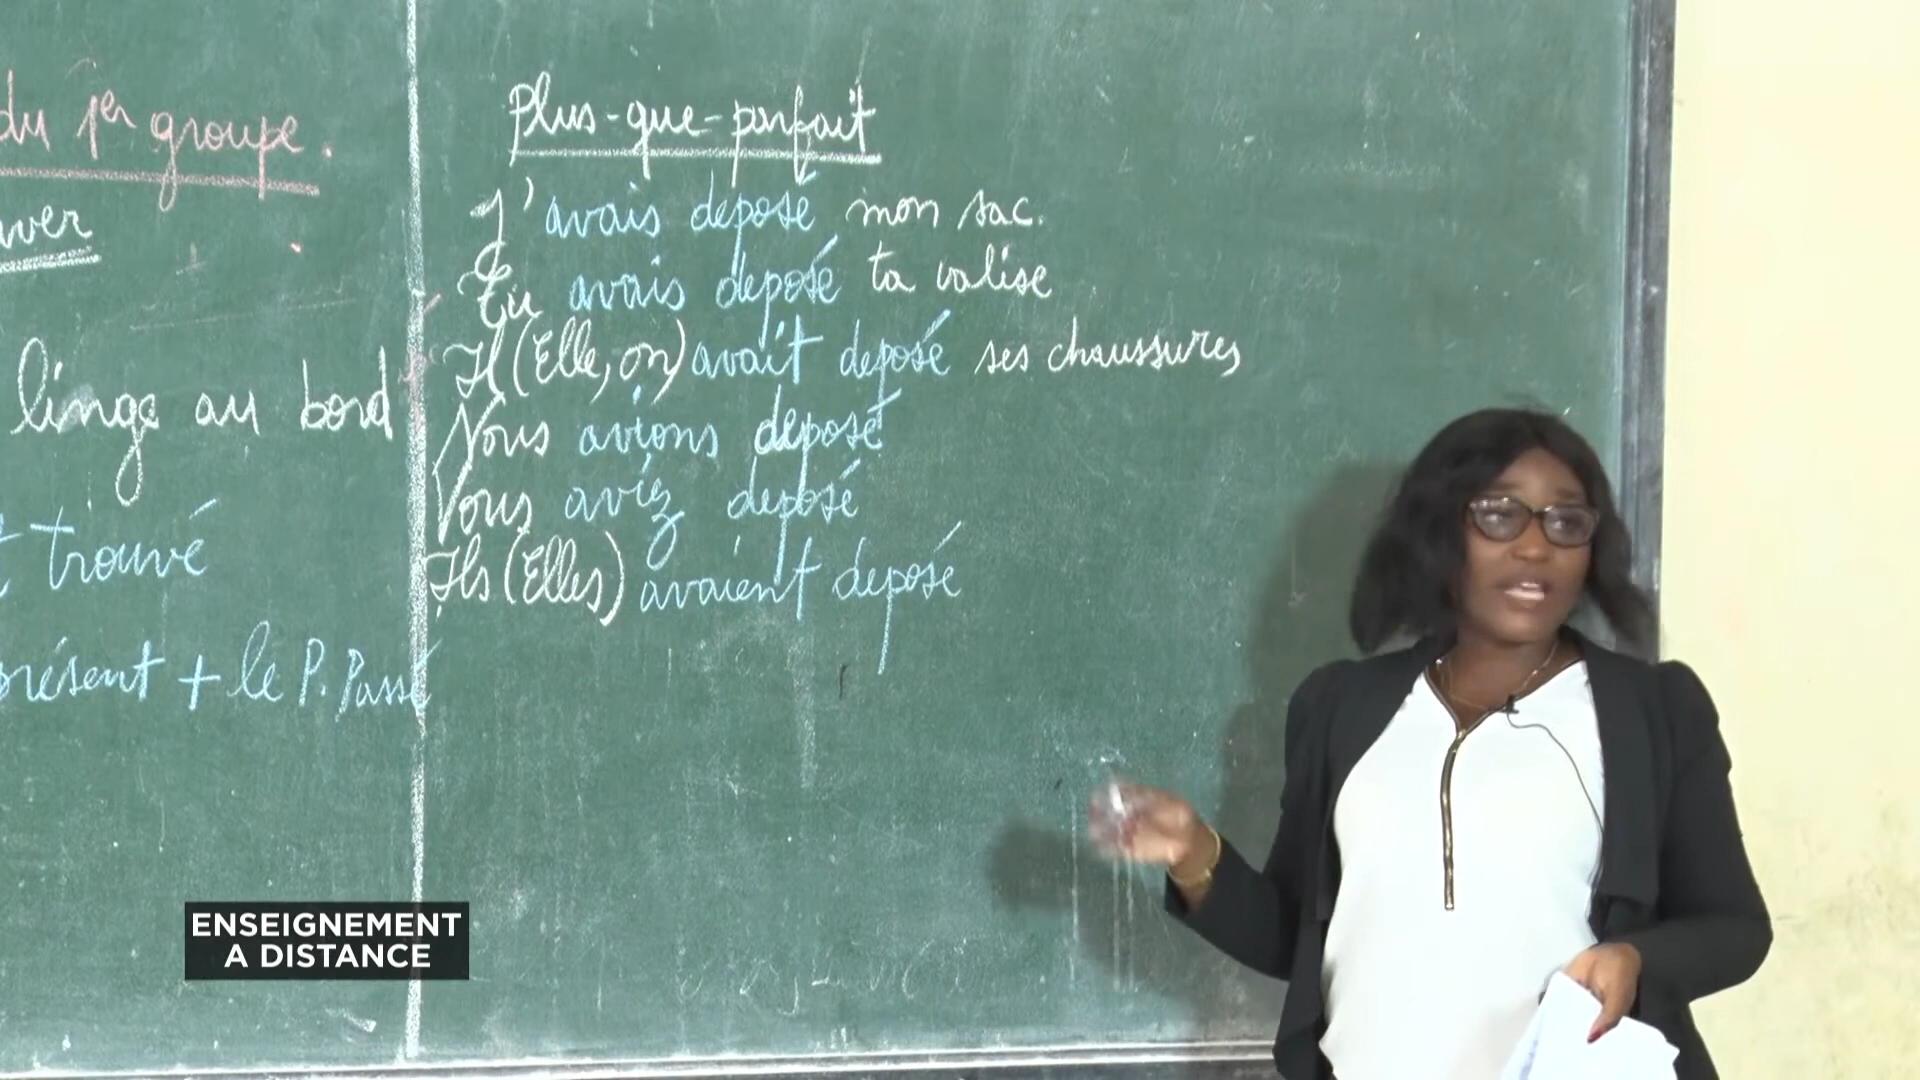 du 1er groupe.
linge au bord
trouvé
présent + le P. Passé
Plus-que-parfait
J'avais deposé mon sac.
Tu avais deposé ta valise
Il (Elle, on) avait deposé ses chaussures
Nous avions deposé
Vous aviez deposé
Ils (Elles) avaient deposé
ENSEIGNEMENT
A DISTANCE